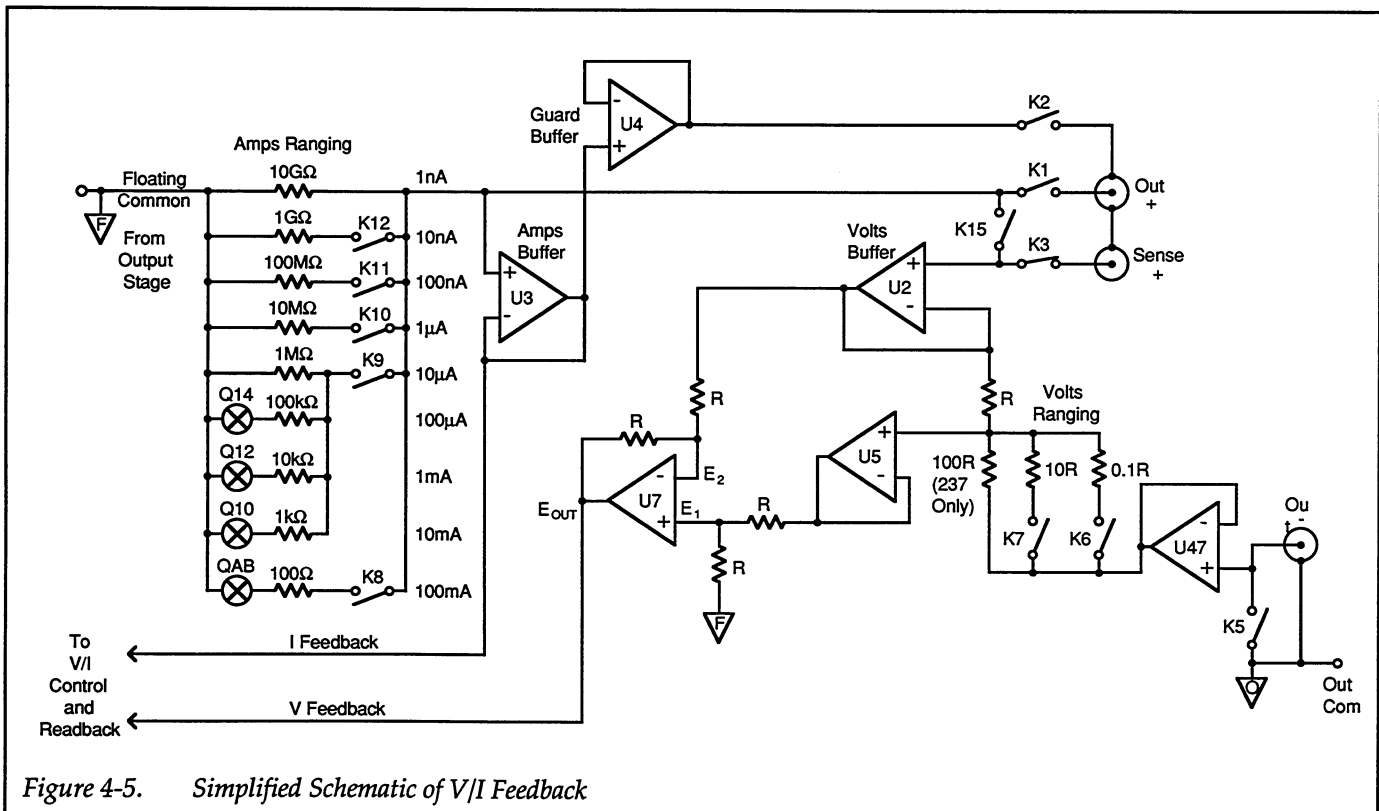 Guard
Buffer
U4
-
+
K2
Amps Ranging
Floating
Common
F
From
Output
Stage
10GΩ
1nA
1GΩ
K12
10nA
100MΩ
K11
100nA
10MΩ
K10
1µA
1MΩ
K9
10µA
Q14
100kΩ
100µA
Q12
10kΩ
1mA
Q10
1kΩ
10mA
QAB
100Ω
K8
100mA
Amps
Buffer
+
U3
-
K1
Out
+
K15
K3
Sense
+
Volts
Buffer
+
U2
-
R
R
Volts
Ranging
R
U5
+
-
100R
(237
Only)
10R
0.1R
K7
K6
E2
-
U7
E1
+
EOUT
R
R
F
-
U47
+
Ou
t -
K5
O
Out
Com
To
V/I
Control
and
Readback
I Feedback
V Feedback
Figure 4-5. Simplified Schematic of V/I Feedback